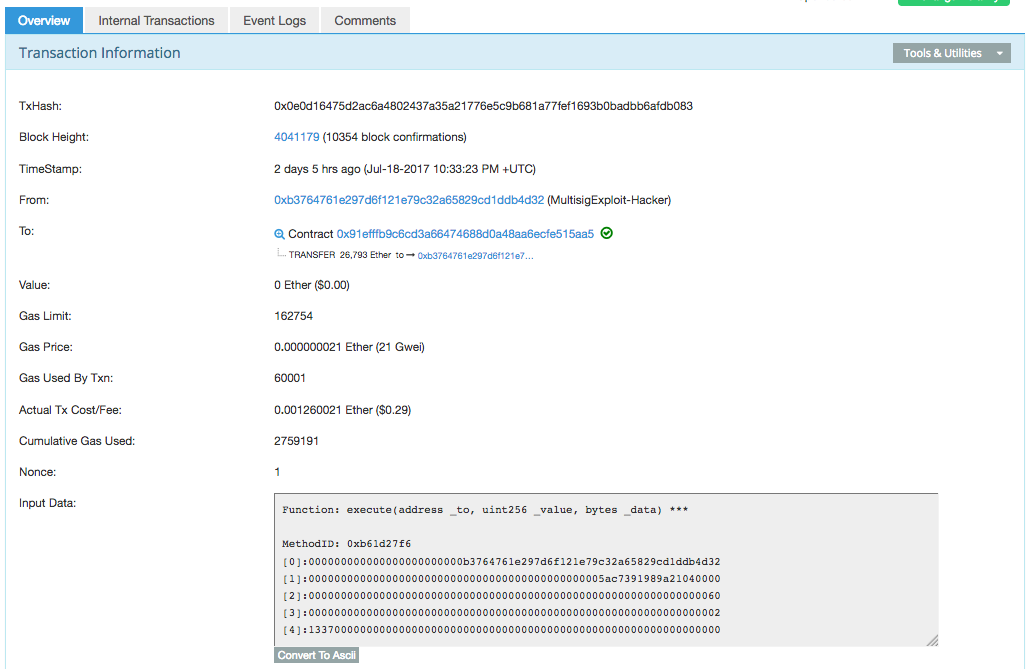 Overview Internal Transactions Event Logs Comments
Transaction Information Tools & Utilities
TxHash: 0x0e0d16475d2ac6a4802437a35a21776e5c9b681a77fef1693b0badbb6afdb083
Block Height: 4041179 (10354 block confirmations)
TimeStamp: 2 days 5 hrs ago (Jul-18-2017 10:33:23 PM +UTC)
From: 0xb3764761e297d6f121e79c32a65829cd1ddb4d32 (MultisigExploit-Hacker)
To: Contract 0x91efffb9c6cd3a66474688d0a48aa6ecfe515aa5
TRANSFER 26,793 Ether to → 0xb3764761e297d6f121e7...
Value: 0 Ether ($0.00)
Gas Limit: 162754
Gas Price: 0.000000021 Ether (21 Gwei)
Gas Used By Txn: 60001
Actual Tx Cost/Fee: 0.001260021 Ether ($0.29)
Cumulative Gas Used: 2759191
Nonce: 1
Input Data:
Function: execute(address _to, uint256 _value, bytes _data) ***
MethodID: 0xb61d27f6
[0]:000000000000000000000000b3764761e297d6f121e79c32a65829cd1ddb4d32
[1]:0000000000000000000000000000000000000000000005ac7391989a21040000
[2]:0000000000000000000000000000000000000000000000000000000000000060
[3]:0000000000000000000000000000000000000000000000000000000000000002
[4]:1337000000000000000000000000000000000000000000000000000000000000
Convert To Ascii